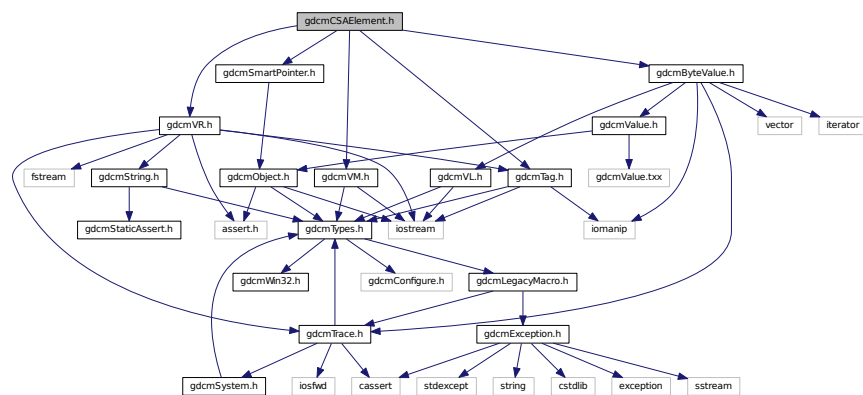 gdcmCSAElement.h
gdcmSmartPointer.h
gdcmByteValue.h
gdcmVR.h
gdcmValue.h
vector
iterator
fstream
gdcmString.h
gdcmObject.h
gdcmVM.h
gdcmVL.h
gdcmTag.h
gdcmValue.txx
gdcmStaticAssert.h
assert.h
gdcmTypes.h
iostream
iomanip
gdcmWin32.h
gdcmConfigure.h
gdcmLegacyMacro.h
gdcmTrace.h
gdcmException.h
gdcmSystem.h
iosfwd
cassert
stdexcept
string
cstdlib
exception
sstream